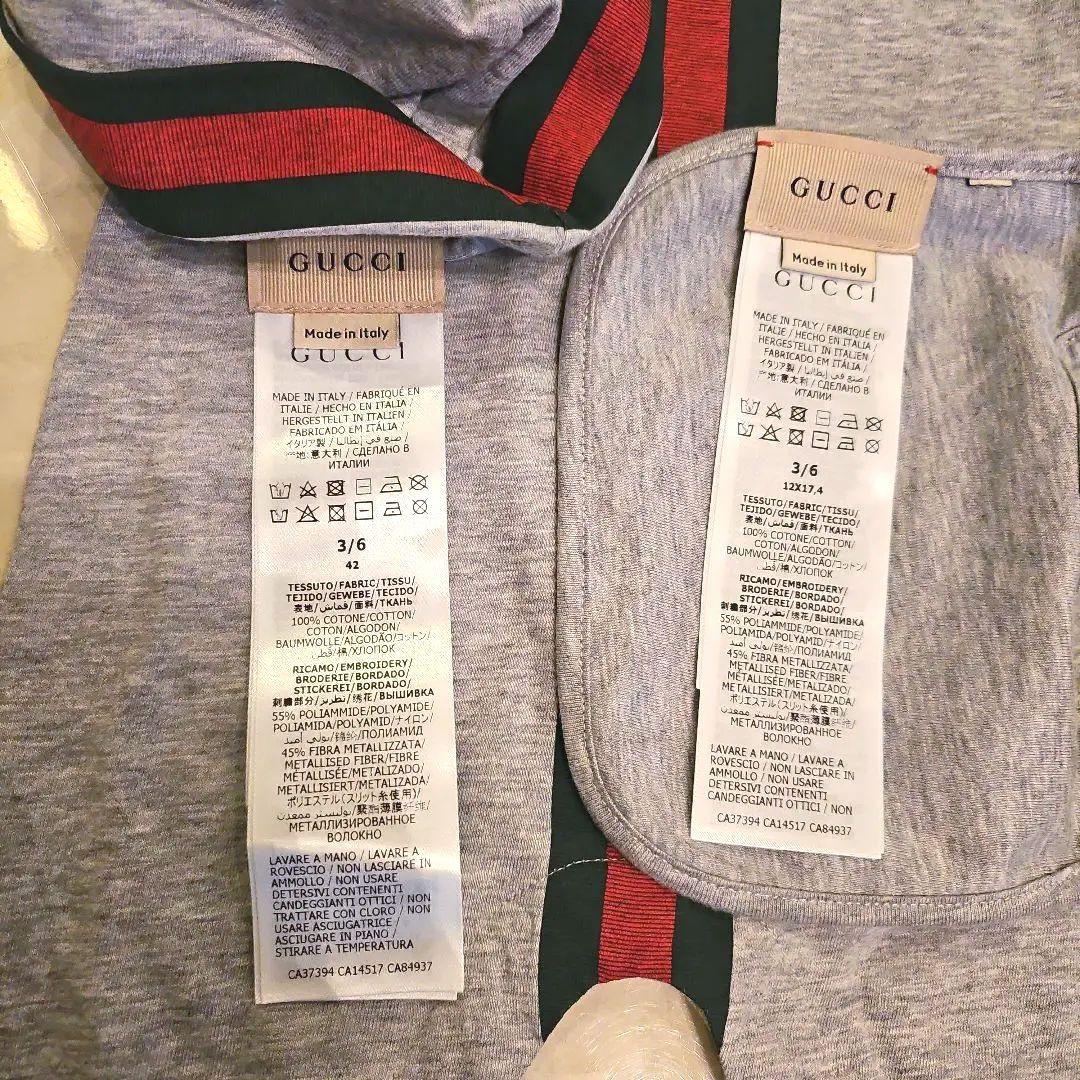 GUCCI
Made in Italy
GUCCI
MADE IN ITALY / FABRIQUÉ EN
ITALIE / HECHO EN ITALIA /
HERGESTELLT IN ITALIEN /
FABRICADO EM ITÁLIA /
イタリア製 / صنع في إيطاليا /
产地:意大利 / СДЕЛАНО В
ИТАЛИИ
3/6
42
TESSUTO/FABRIC/TISSU/
TEJIDO/GEWEBE/TECIDO/
表地/قماش/面料/ТКАНЬ
100% COTONE/COTTON/
COTON/ALGODON/
BAUMWOLLE/ALGODÃO/コットン/
قطن/棉/ХЛОПОК
RICAMO/EMBROIDERY/
BRODERIE/BORDADO/
STICKEREI/BORDADO/
刺繍部分/تطريز/绣花/ВЫШИВКА
55% POLIAMMIDE/POLYAMIDE/
POLIAMIDA/POLYAMID/ナイロン/
بولي أميد/锦纶/ПОЛИАМИД
45% FIBRA METALLIZZATA/
METALLISED FIBER/FIBRE
MÉTALLISÉE/METALIZADO/
METALLISIERT/METALIZADA/
ポリエステル(スリット糸使用)/
بوليستر ممعدن/聚酯薄膜纤维/
МЕТАЛЛИЗИРОВАННОЕ
ВОЛОКНО
LAVARE A MANO / LAVARE A
ROVESCIO / NON LASCIARE IN
AMMOLLO / NON USARE
DETERSIVI CONTENENTI
CANDEGGIANTI OTTICI / NON
TRATTARE CON CLORO / NON
USARE ASCIUGATRICE /
ASCIUGARE IN PIANO /
STIRARE A TEMPERATURA
CA37394 CA14517 CA84937
GUCCI
Made in Italy
GUCCI
MADE IN ITALY / FABRIQUÉ EN
ITALIE / HECHO EN ITALIA /
HERGESTELLT IN ITALIEN /
FABRICADO EM ITÁLIA /
イタリア製 / صنع في إيطاليا /
产地:意大利 / СДЕЛАНО В
ИТАЛИИ
3/6
12X17,4
TESSUTO/FABRIC/TISSU/
TEJIDO/GEWEBE/TECIDO/
表地/قماش/面料/ТКАНЬ
100% COTONE/COTTON/
COTON/ALGODON/
BAUMWOLLE/ALGODÃO/コットン/
قطن/棉/ХЛОПОК
RICAMO/EMBROIDERY/
BRODERIE/BORDADO/
STICKEREI/BORDADO/
刺繍部分/تطريز/绣花/ВЫШИВКА
55% POLIAMMIDE/POLYAMIDE/
POLIAMIDA/POLYAMID/ナイロン/
بولي أميد/锦纶/ПОЛИАМИД
45% FIBRA METALLIZZATA/
METALLISED FIBER/FIBRE
MÉTALLISÉE/METALIZADO/
METALLISIERT/METALIZADA/
ポリエステル(スリット糸使用)/
بوليستر ممعدن/聚酯薄膜纤维/
МЕТАЛЛИЗИРОВАННОЕ
ВОЛОКНО
LAVARE A MANO / LAVARE A
ROVESCIO / NON LASCIARE IN
AMMOLLO / NON USARE
DETERSIVI CONTENENTI
CANDEGGIANTI OTTICI / NON
CA37394 CA14517 CA84937